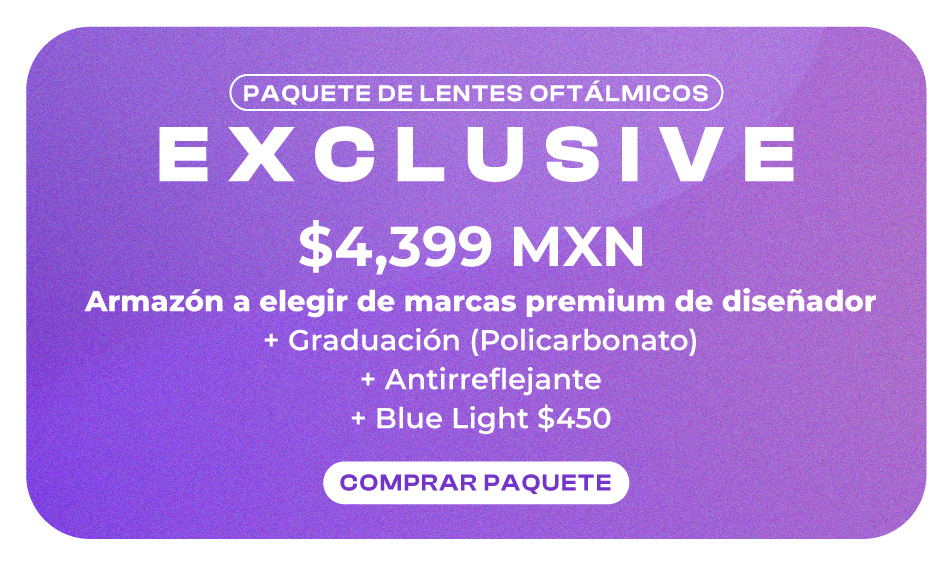 PAQUETE DE LENTES OFTÁLMICOS
EXCLUSIVE
$4,399 MXN
Armazón a elegir de marcas premium de diseñador
+ Graduación (Policarbonato)
+ Antirreflejante
+ Blue Light $450
COMPRAR PAQUETE